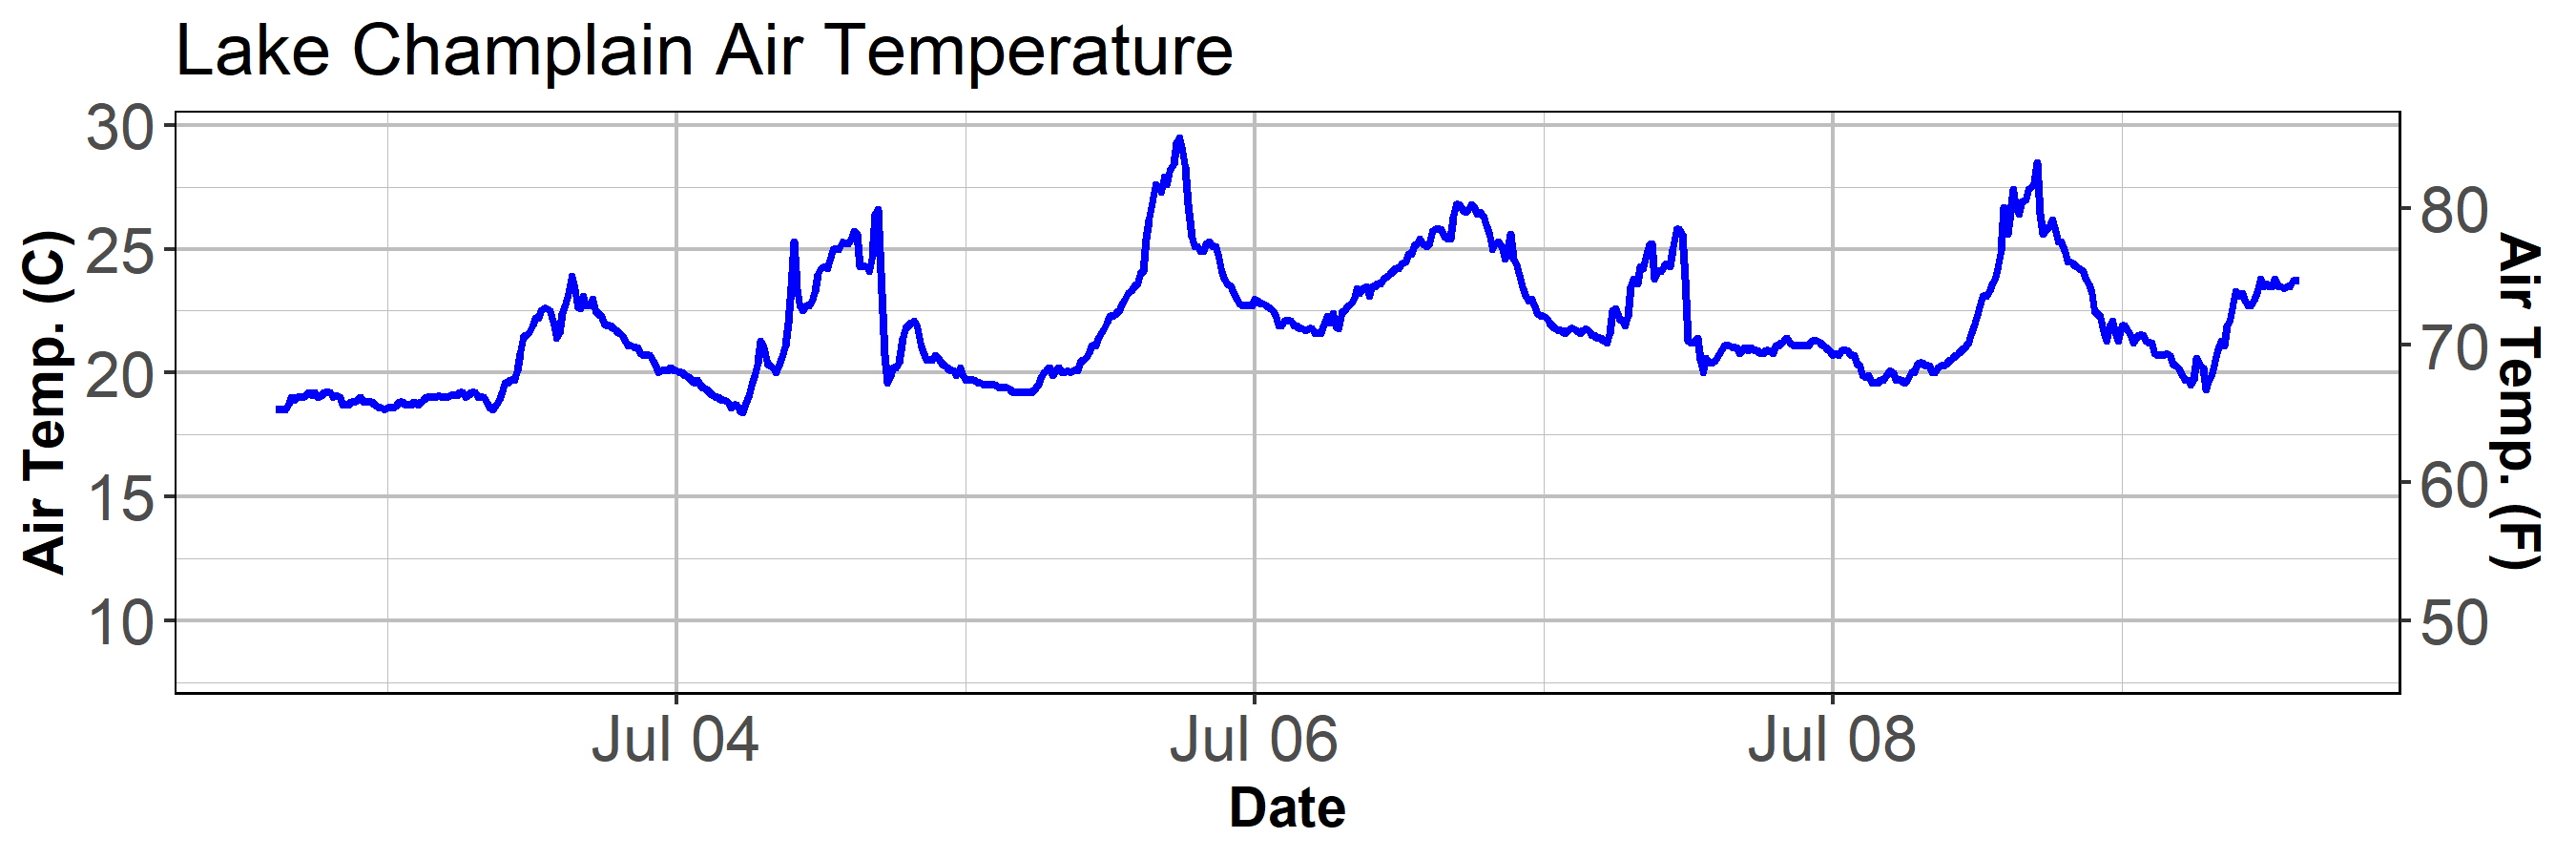 Lake Champlain Air Temperature
Air Temp. (C)
30
25
20
15
10
80
70
60
50
Air Temp. (F)
Jul 04
Jul 06
Jul 08
Date